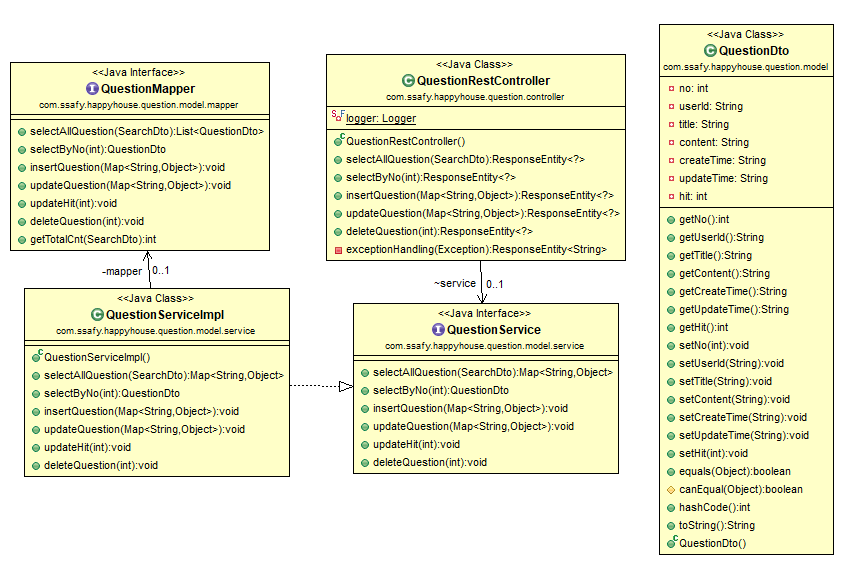 <<Java Interface>>
QuestionMapper
com.ssafy.happyhouse.question.model.mapper
selectAllQuestion(SearchDto):List<QuestionDto>
selectByNo(int):QuestionDto
insertQuestion(Map<String,Object>):void
updateQuestion(Map<String,Object>):void
updateHit(int):void
deleteQuestion(int):void
getTotalCnt(SearchDto):int
<<Java Class>>
QuestionRestController
com.ssafy.happyhouse.question.controller
logger: Logger
QuestionRestController()
selectAllQuestion(SearchDto):ResponseEntity<?>
selectByNo(int):ResponseEntity<?>
insertQuestion(Map<String,Object>):ResponseEntity<?>
updateQuestion(Map<String,Object>):ResponseEntity<?>
deleteQuestion(int):ResponseEntity<?>
exceptionHandling(Exception):ResponseEntity<String>
-mapper 0..1
~service 0..1
<<Java Class>>
QuestionServiceImpl
com.ssafy.happyhouse.question.model.service
QuestionServiceImpl()
selectAllQuestion(SearchDto):Map<String,Object>
selectByNo(int):QuestionDto
insertQuestion(Map<String,Object>):void
updateQuestion(Map<String,Object>):void
updateHit(int):void
deleteQuestion(int):void
<<Java Interface>>
QuestionService
com.ssafy.happyhouse.question.model.service
selectAllQuestion(SearchDto):Map<String,Object>
selectByNo(int):QuestionDto
insertQuestion(Map<String,Object>):void
updateQuestion(Map<String,Object>):void
updateHit(int):void
deleteQuestion(int):void
<<Java Class>>
QuestionDto
com.ssafy.happyhouse.question.model
no: int
userId: String
title: String
content: String
createTime: String
updateTime: String
hit: int
getNo():int
getUserId():String
getTitle():String
getContent():String
getCreateTime():String
getUpdateTime():String
getHit():int
setNo(int):void
setUserId(String):void
setTitle(String):void
setContent(String):void
setCreateTime(String):void
setUpdateTime(String):void
setHit(int):void
equals(Object):boolean
canEqual(Object):boolean
hashCode():int
toString():String
QuestionDto()